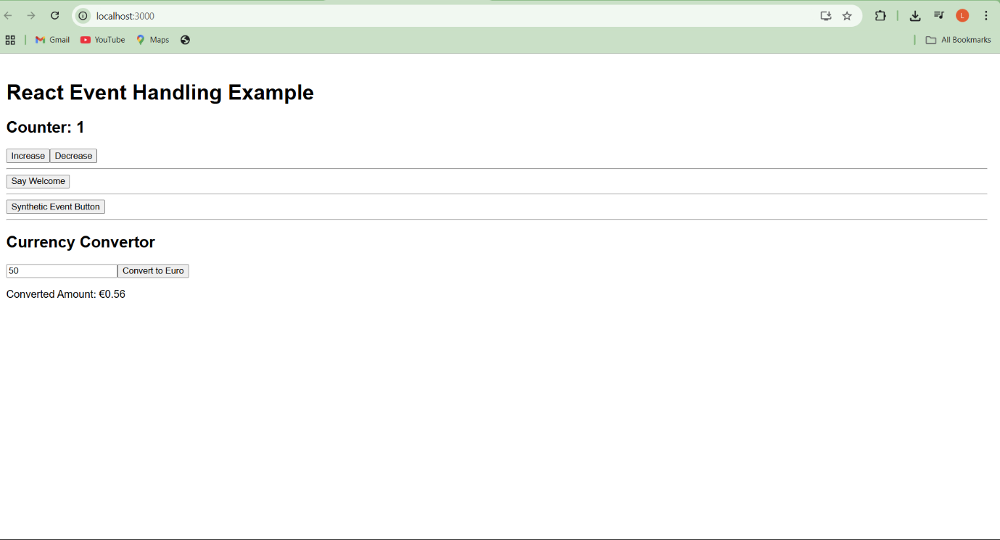 localhost:3000
L
Gmail YouTube Maps All Bookmarks
React Event Handling Example
Counter: 1
Increase Decrease
Say Welcome
Synthetic Event Button
Currency Convertor
50 Convert to Euro
Converted Amount: €0.56